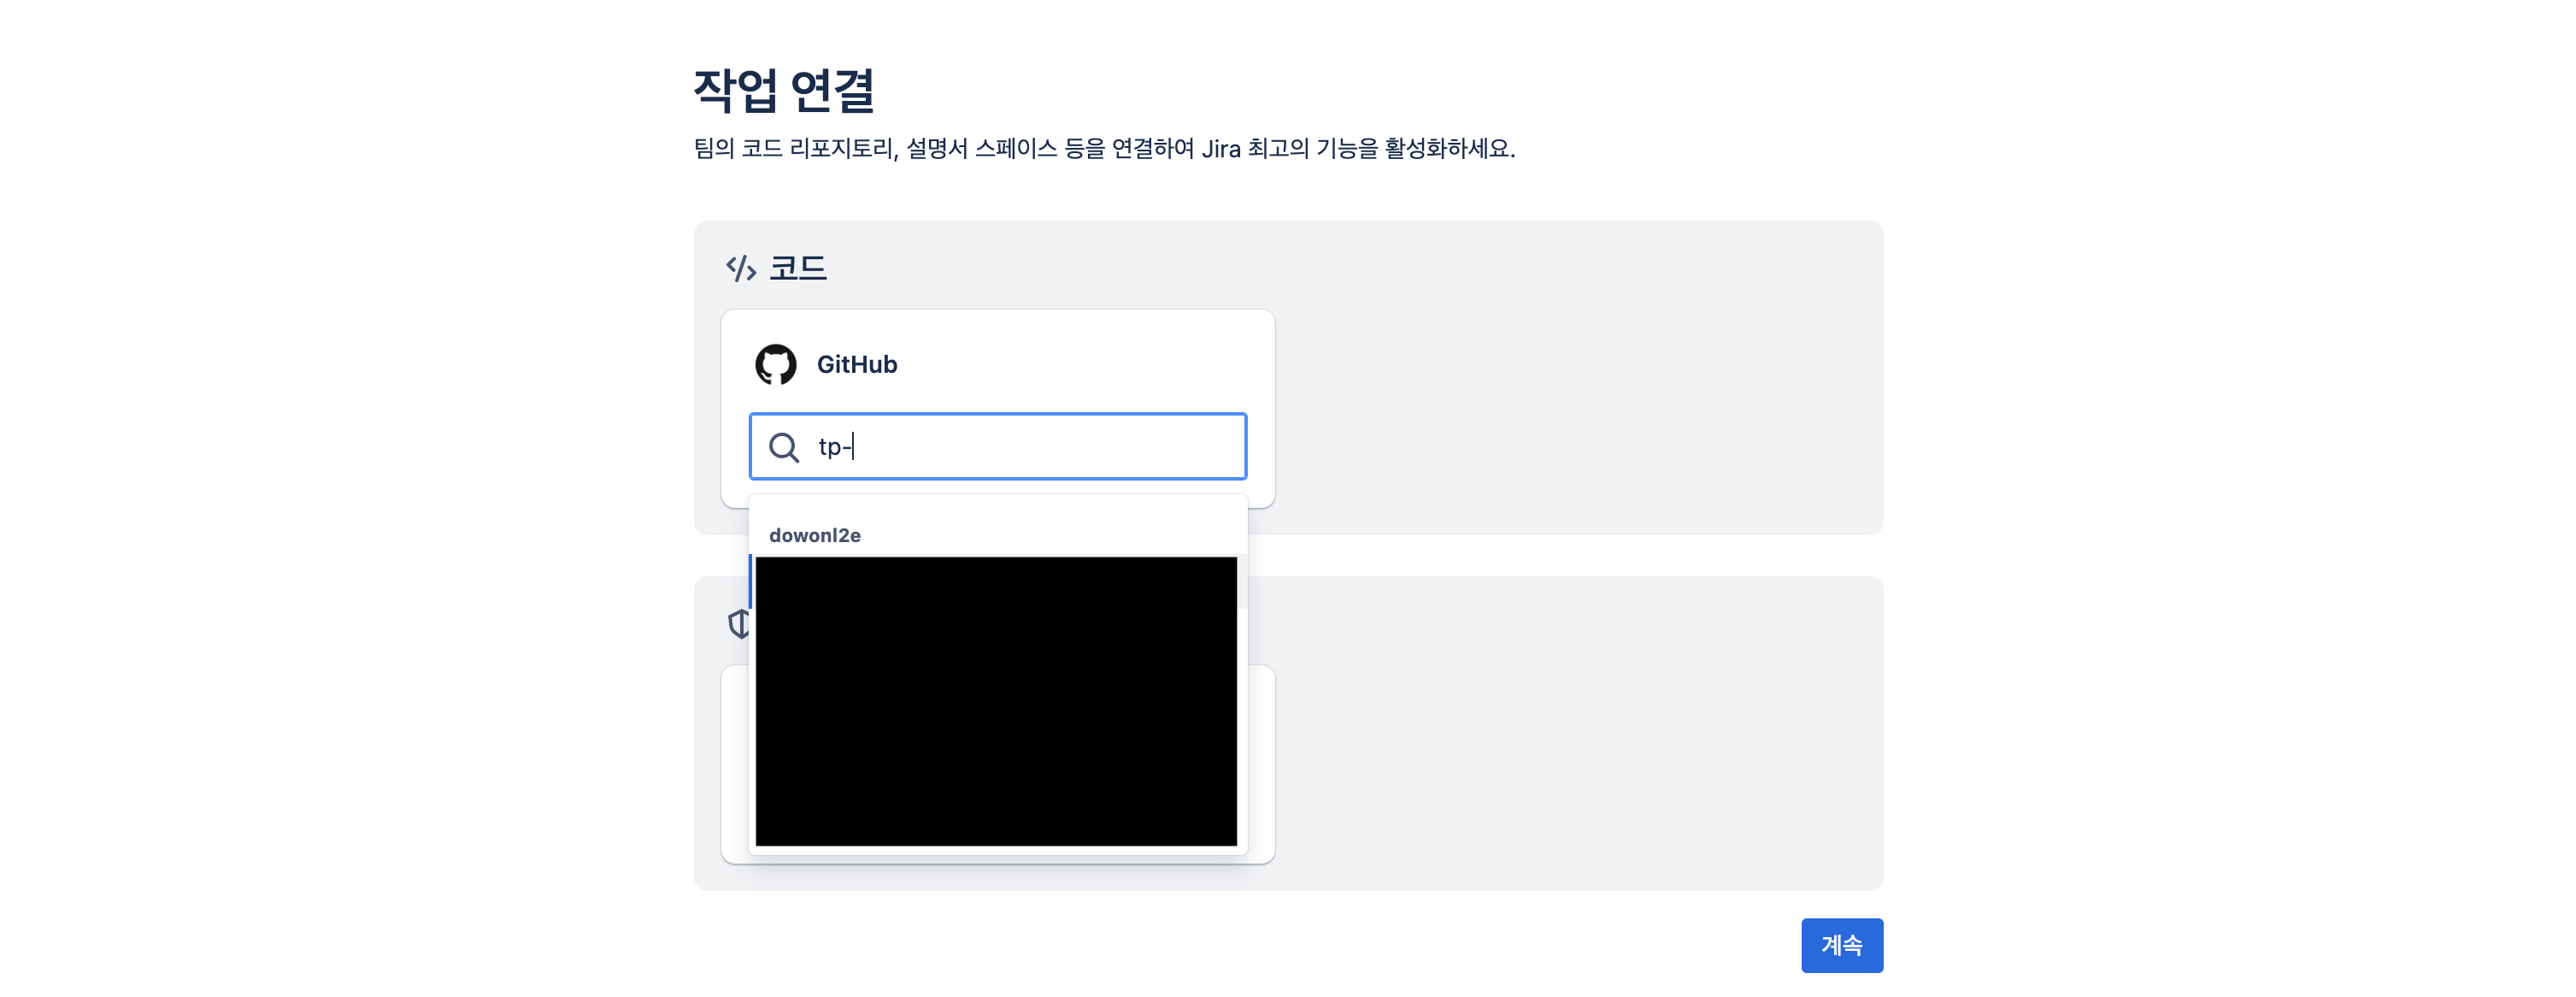 작업 연결
팀의 코드 리포지토리, 설명서 스페이스 등을 연결하여 Jira 최고의 기능을 활성화하세요.
</> 코드
GitHub
tp-
dowonl2e
계속